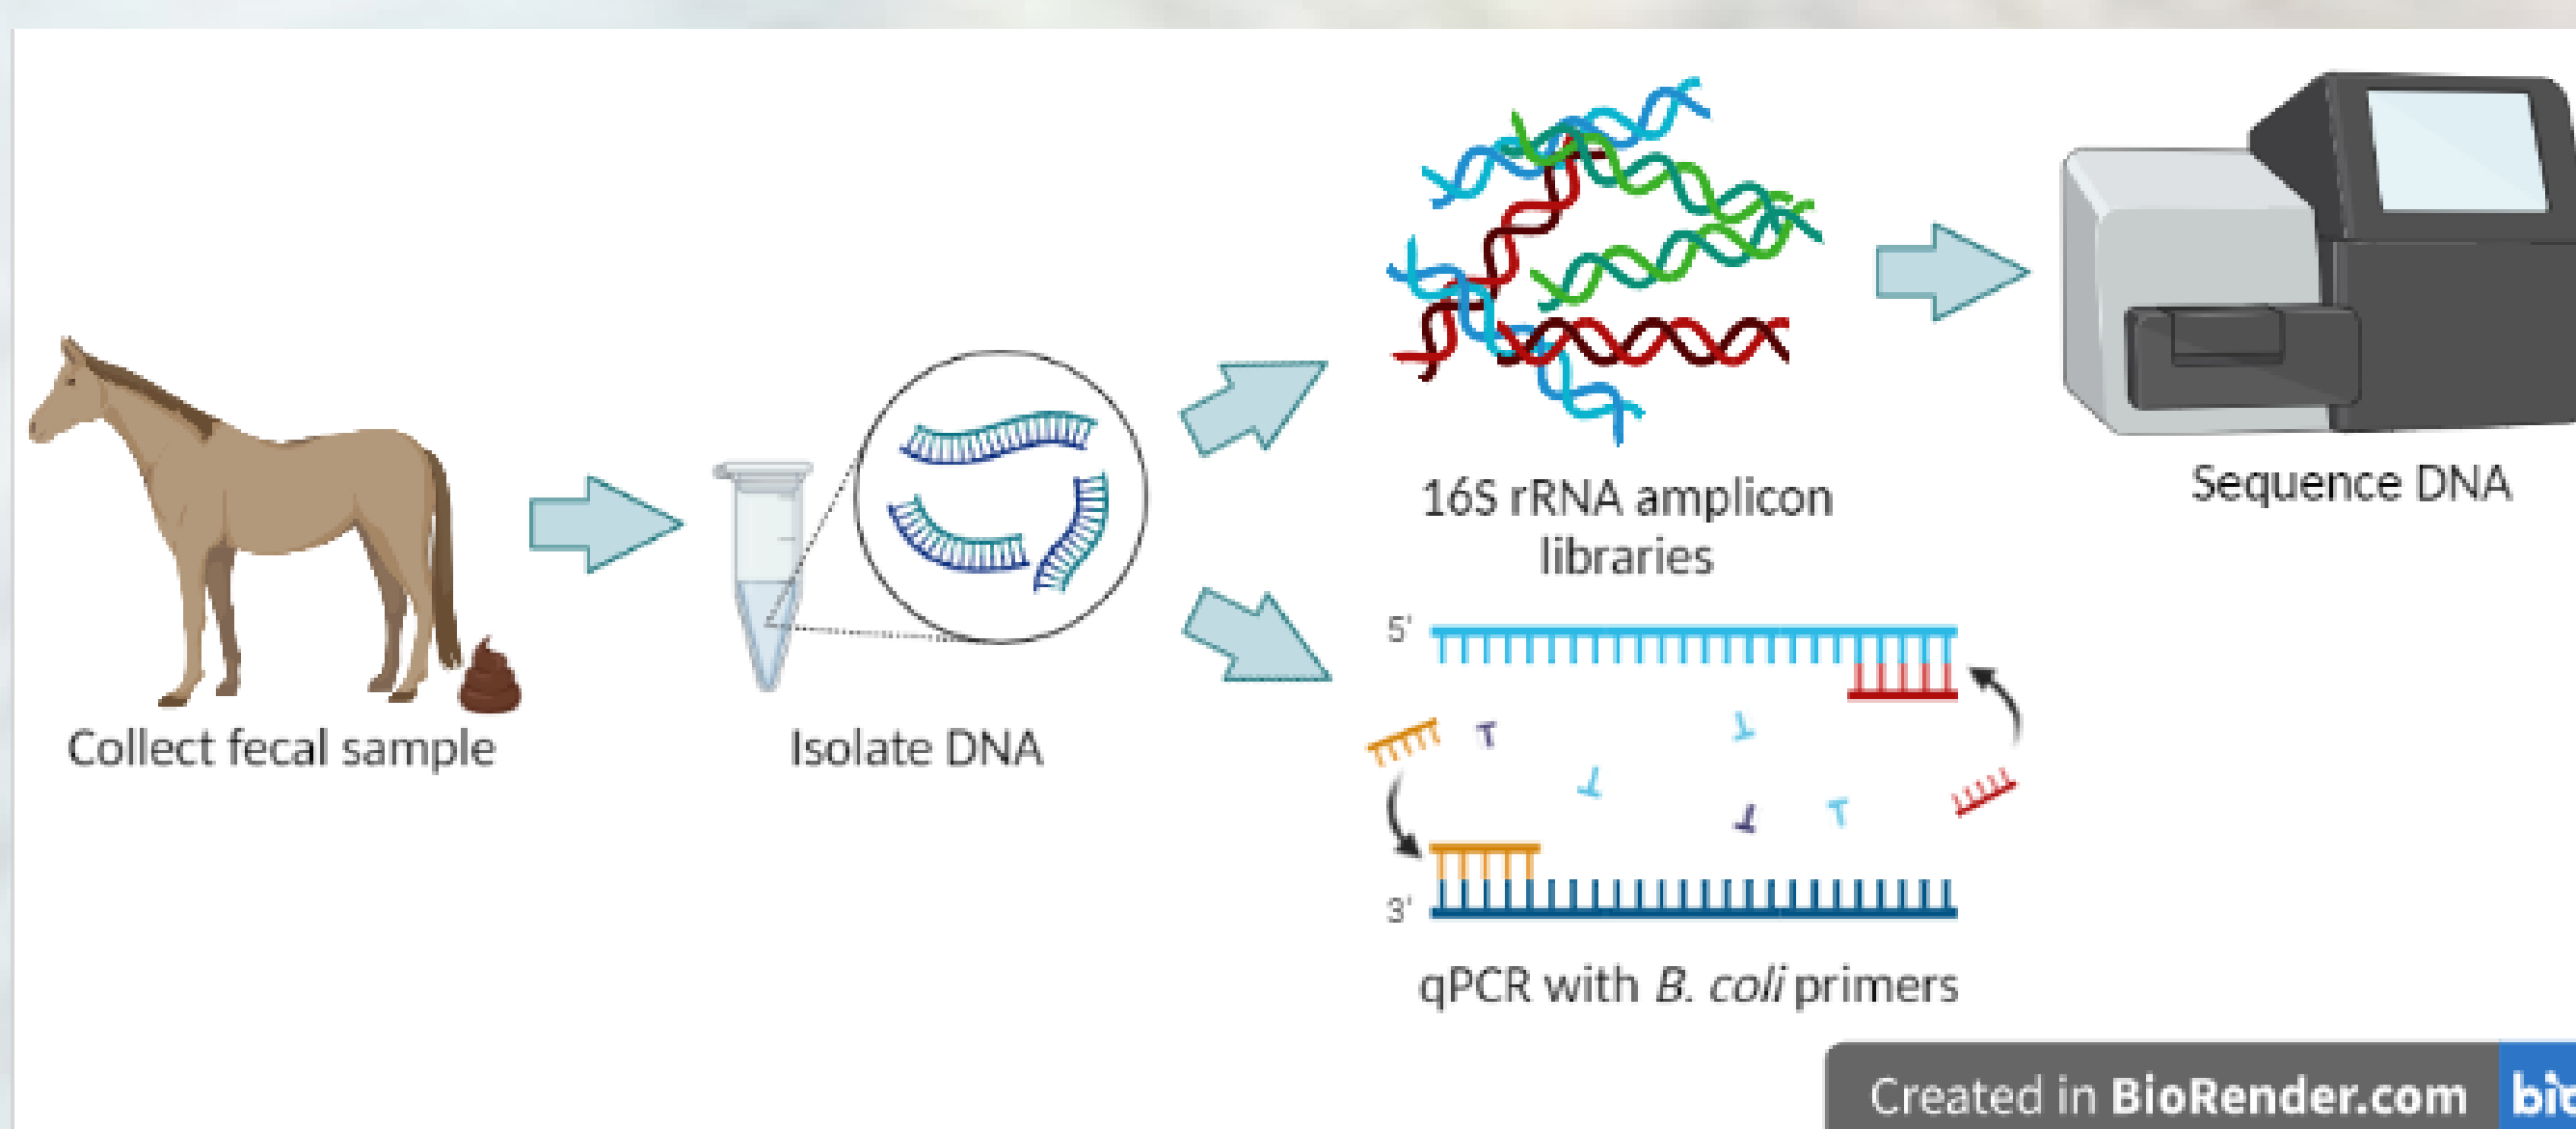 Collect fecal sample
Isolate DNA
16S rRNA amplicon
libraries
Sequence DNA
5'
3'
qPCR with B. coli primers
Created in BioRender.com